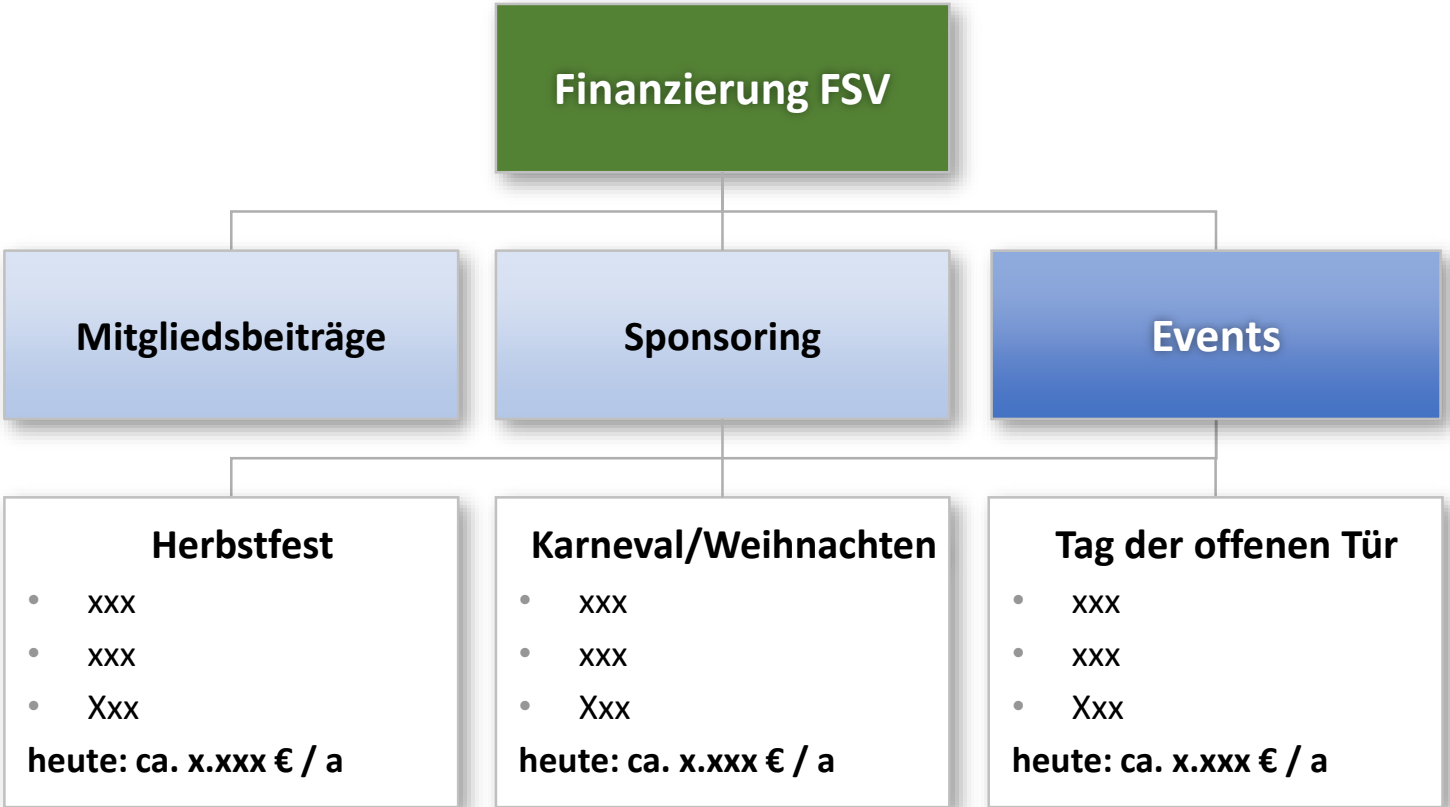 Finanzierung FSV
Mitgliedsbeiträge
Sponsoring
Events
Herbstfest
• xxx
• xxx
• Xxx
heute: ca. x.xxx € / a
Karneval/Weihnachten
• xxx
• xxx
• Xxx
heute: ca. x.xxx € / a
Tag der offenen Tür
• xxx
• xxx
• Xxx
heute: ca. x.xxx € / a